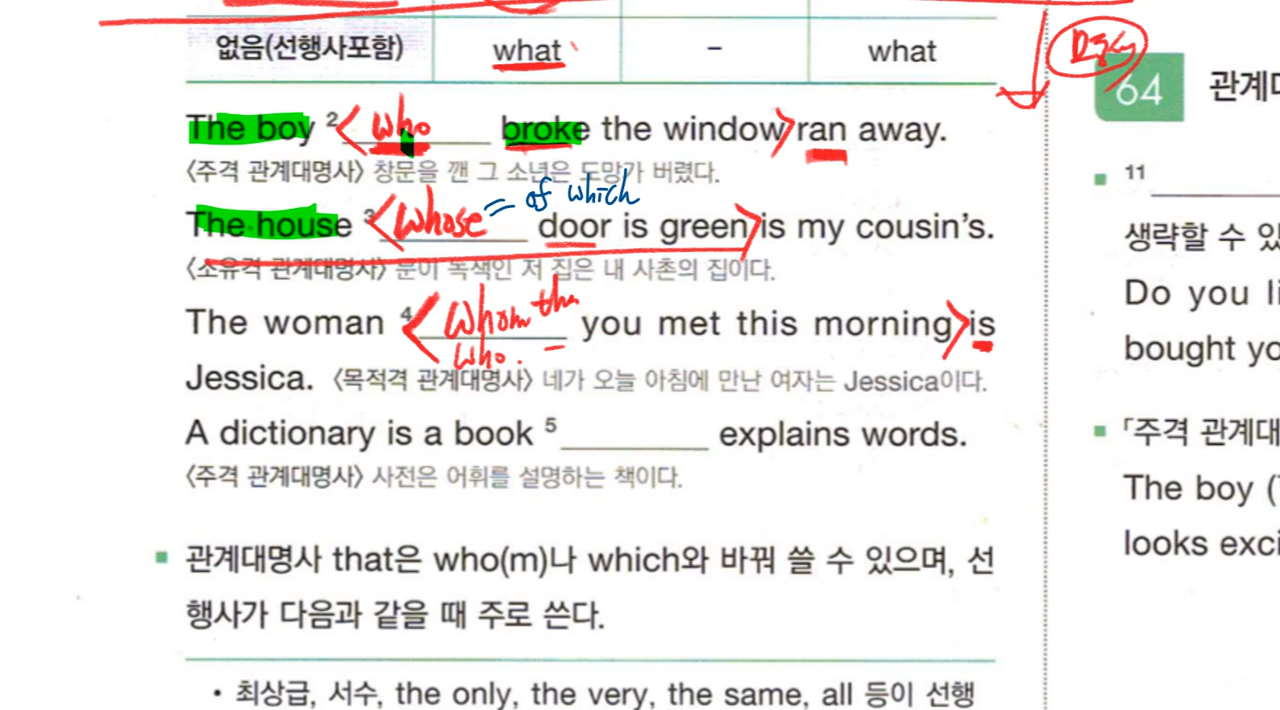 없음(선행사포함) what – what
The boy 2 who broke the window ran away.
〈주격 관계대명사〉 창문을 깬 그 소년은 도망가 버렸다.
= of which
The house 3 whose door is green is my cousin's.
〈소유격 관계대명사〉 문이 녹색인 저 집은 내 사촌의 집이다.
The woman 4 whom tha you met this morning is
who.
Jessica. 〈목적격 관계대명사〉 네가 오늘 아침에 만난 여자는 Jessica이다.
A dictionary is a book 5 explains words.
〈주격 관계대명사〉 사전은 어휘를 설명하는 책이다.
관계대명사 that은 who(m)나 which와 바꿔 쓸 수 있으며, 선
행사가 다음과 같을 때 주로 쓴다.
• 최상급, 서수, the only, the very, the same, all 등이 선행
64 관계대
11
생략할 수 있
Do you li
bought yo
「주격 관계대
The boy (
looks exci